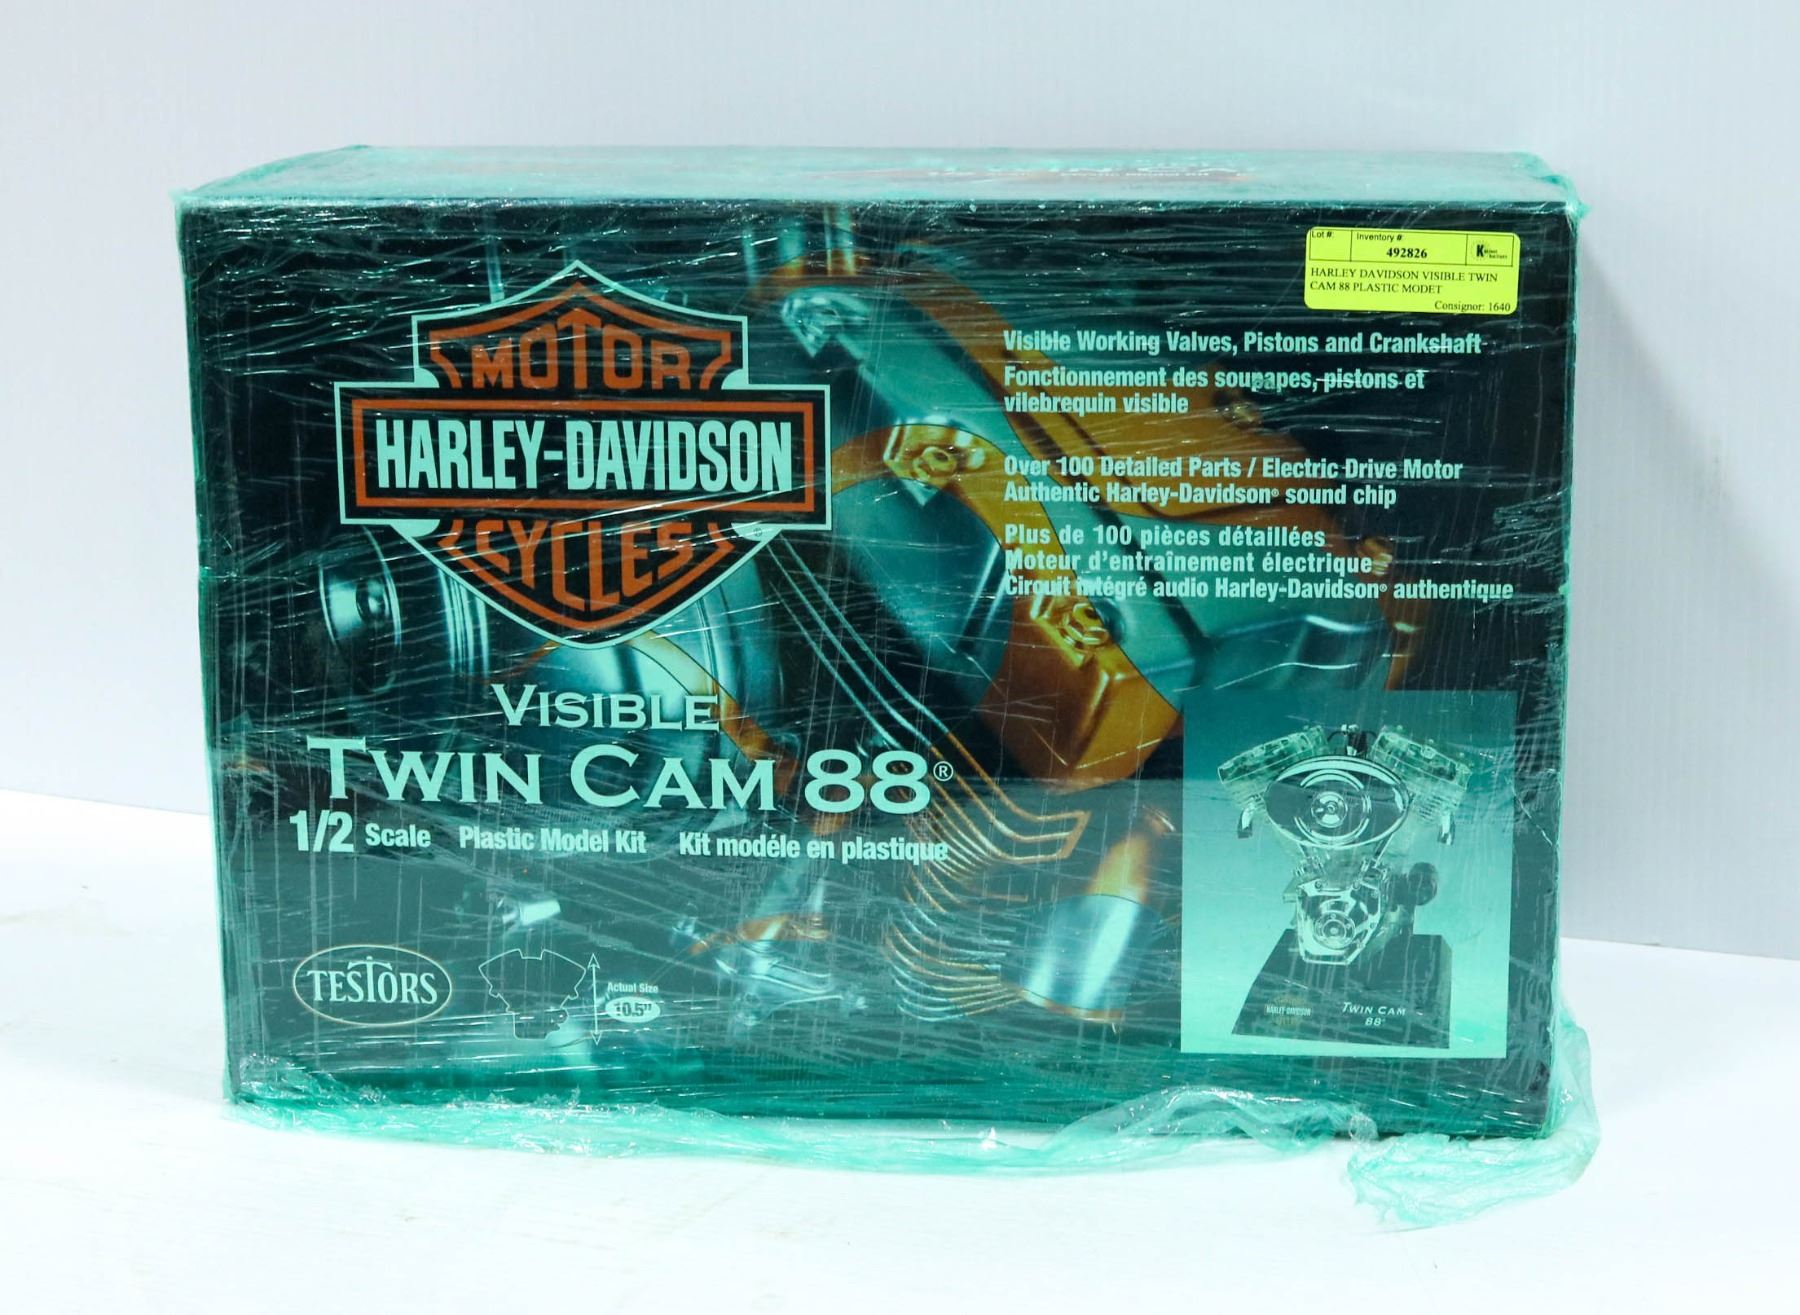 Lot #:
Inventory #:
492826
HARLEY DAVIDSON VISIBLE TWIN
CAM 88 PLASTIC MODET
Consignor: 1640
MOTOR
HARLEY-DAVIDSON
CYCLES
®
Visible Working Valves, Pistons and Crankshaft
Fonctionnement des soupapes, pistons et
vilebrequin visible
Over 100 Detailed Parts / Electric Drive Motor
Authentic Harley-Davidson® sound chip
Plus de 100 pièces détaillées
Moteur d'entraînement électrique
Circuit intégré audio Harley-Davidson® authentique
VISIBLE
TWIN CAM 88®
1/2 Scale Plastic Model Kit Kit modéle en plastique
TESTORS
Actual Size
10.5"
HARLEY-DAVIDSON
TWIN CAM
88®